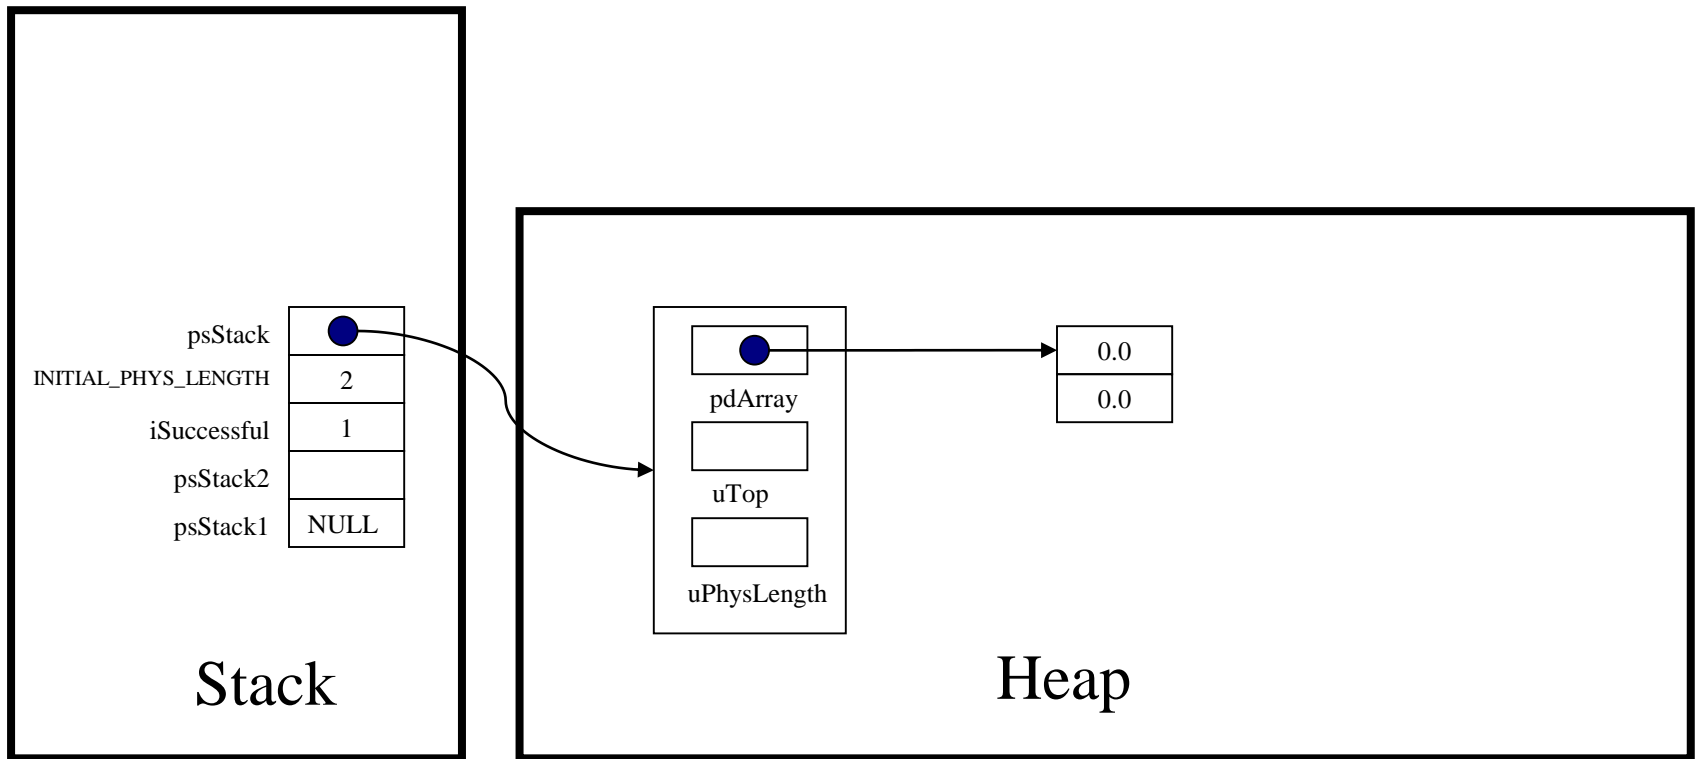 psStack
INITIAL_PHYS_LENGTH 2
iSuccessful 1
psStack2
psStack1 NULL
Stack
pdArray
uTop
uPhysLength
0.0
0.0
Heap